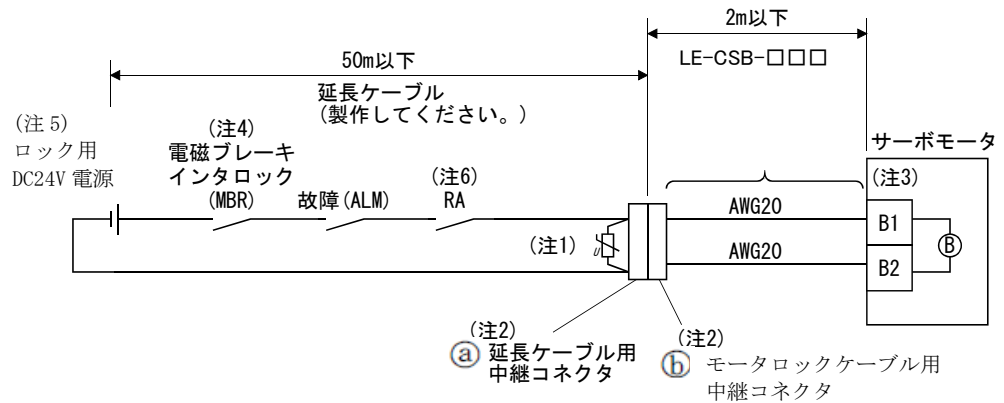 2m以下
50m以下
LE-CSB-□□□
延長ケーブル
(製作してください。)
(注5)
ロック用
DC24V 電源
(注4)
電磁ブレーキ
インタロック
(MBR)
故障(ALM)
(注6)
RA
サーボモータ
(注3)
AWG20
B1
(注1)
U
AWG20
B2
B
(注2)
ⓐ 延長ケーブル用
中継コネクタ
(注2)
ⓑ モータロックケーブル用
中継コネクタ